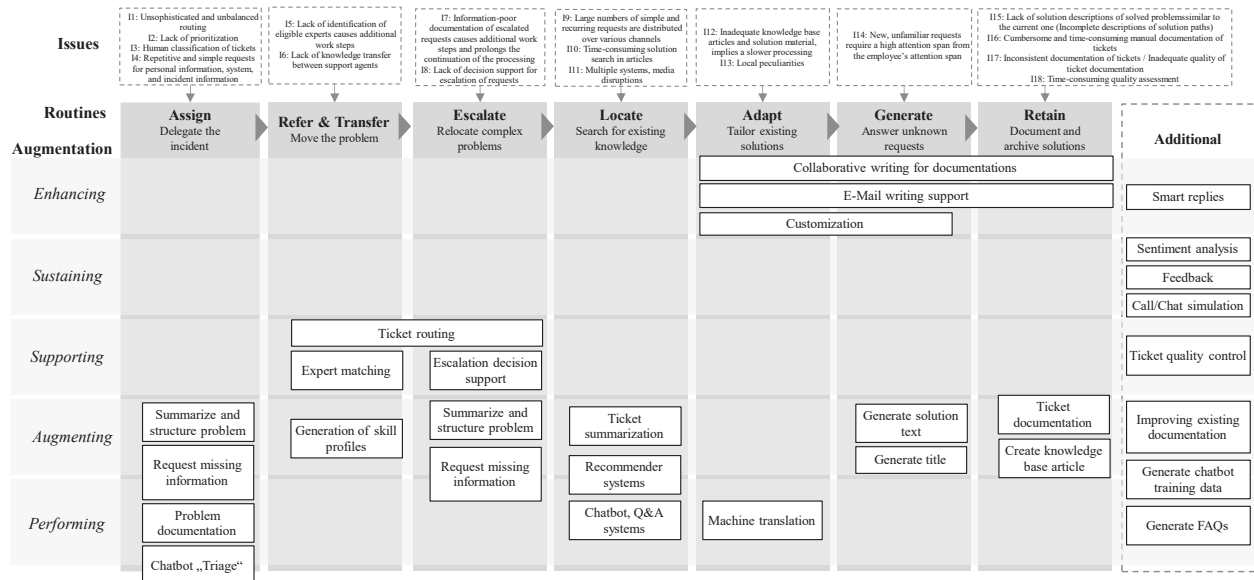 Issues
I1: Unsophisticated and unbalanced
routing
I2: Lack of prioritization
I3: Human classification of tickets
I4: Repetitive and simple requests
for personal information, system,
and incident information
I5: Lack of identification of
eligible experts causes additional
work steps
I6: Lack of knowledge transfer
between support agents
I7: Information-poor
documentation of escalated
requests causes additional work
steps and prolongs the
continuation of the processing
I8: Lack of decision support for
escalation of requests
I9: Large numbers of simple and
recurring requests are distributed
over various channels
I10: Time-consuming solution
search in articles
I11: Multiple systems, media
disruptions
I12: Inadequate knowledge base
articles and solution material,
implies a slower processing
I13: Local peculiarities
I14: New, unfamiliar requests
require a high attention span from
the employee's attention span
I15: Lack of solution descriptions of solved problemssimilar to
the current one (Incomplete descriptions of solution paths)
I16: Cumbersome and time-consuming manual documentation of
tickets
I17: Inconsistent documentation of tickets / Inadequate quality of
ticket documentation
I18: Time-consuming quality assessment
Routines
Assign
Delegate the
incident
Refer & Transfer
Move the problem
Escalate
Relocate complex
problems
Locate
Search for existing
knowledge
Adapt
Tailor existing
solutions
Generate
Answer unknown
requests
Retain
Document and
archive solutions
Additional
Augmentation
Enhancing
Collaborative writing for documentations
E-Mail writing support
Customization
Smart replies
Sustaining
Sentiment analysis
Feedback
Call/Chat simulation
Supporting
Ticket routing
Expert matching
Escalation decision
support
Ticket quality control
Augmenting
Summarize and
structure problem
Request missing
information
Generation of skill
profiles
Summarize and
structure problem
Request missing
information
Ticket
summarization
Recommender
systems
Generate solution
text
Generate title
Ticket
documentation
Create knowledge
base article
Improving existing
documentation
Generate chatbot
training data
Performing
Problem
documentation
Chatbot „Triage“
Chatbot, Q&A
systems
Machine translation
Generate FAQs